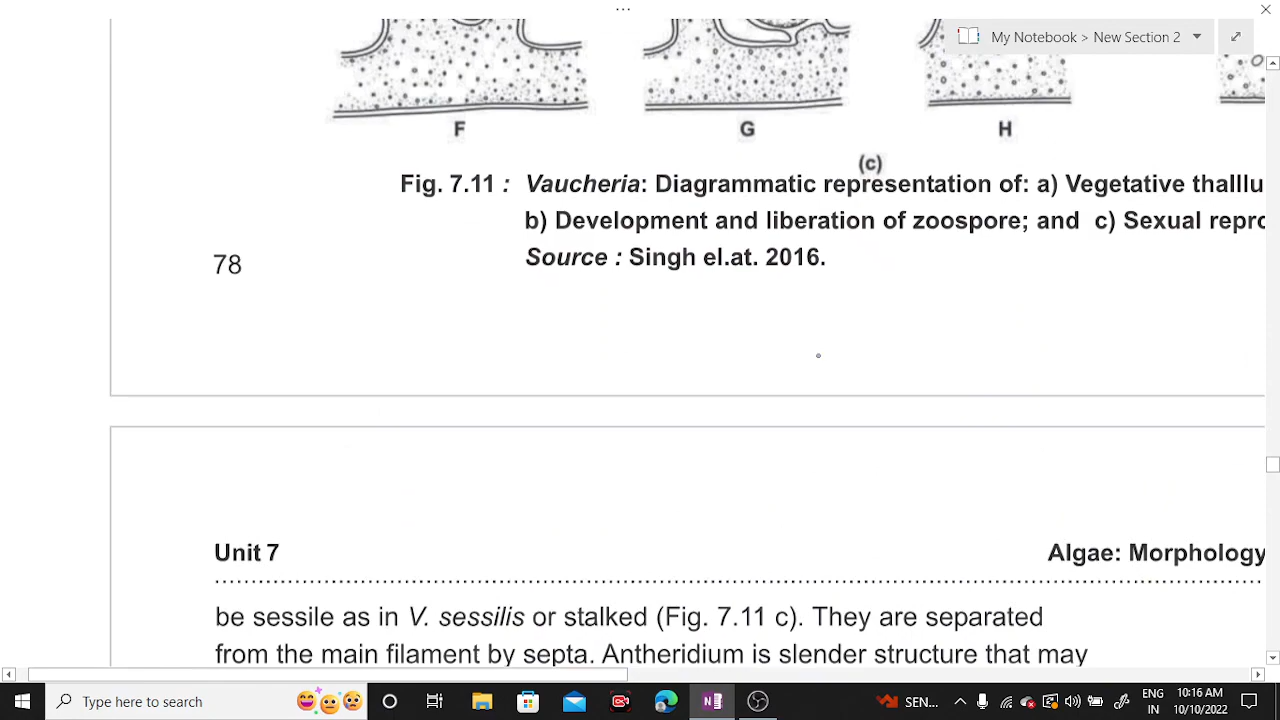 My Notebook > New Section 2
F
G
H
(c)
Fig. 7.11 : Vaucheria: Diagrammatic representation of: a) Vegetative thalllu
b) Development and liberation of zoospore; and c) Sexual repro
Source : Singh el.at. 2016.
78
Unit 7
Algae: Morphology
be sessile as in V. sessilis or stalked (Fig. 7.11 c). They are separated
from the main filament by septa. Antheridium is slender structure that may
Type here to search
SEN...
ENG
IN
10:16 AM
10/10/2022